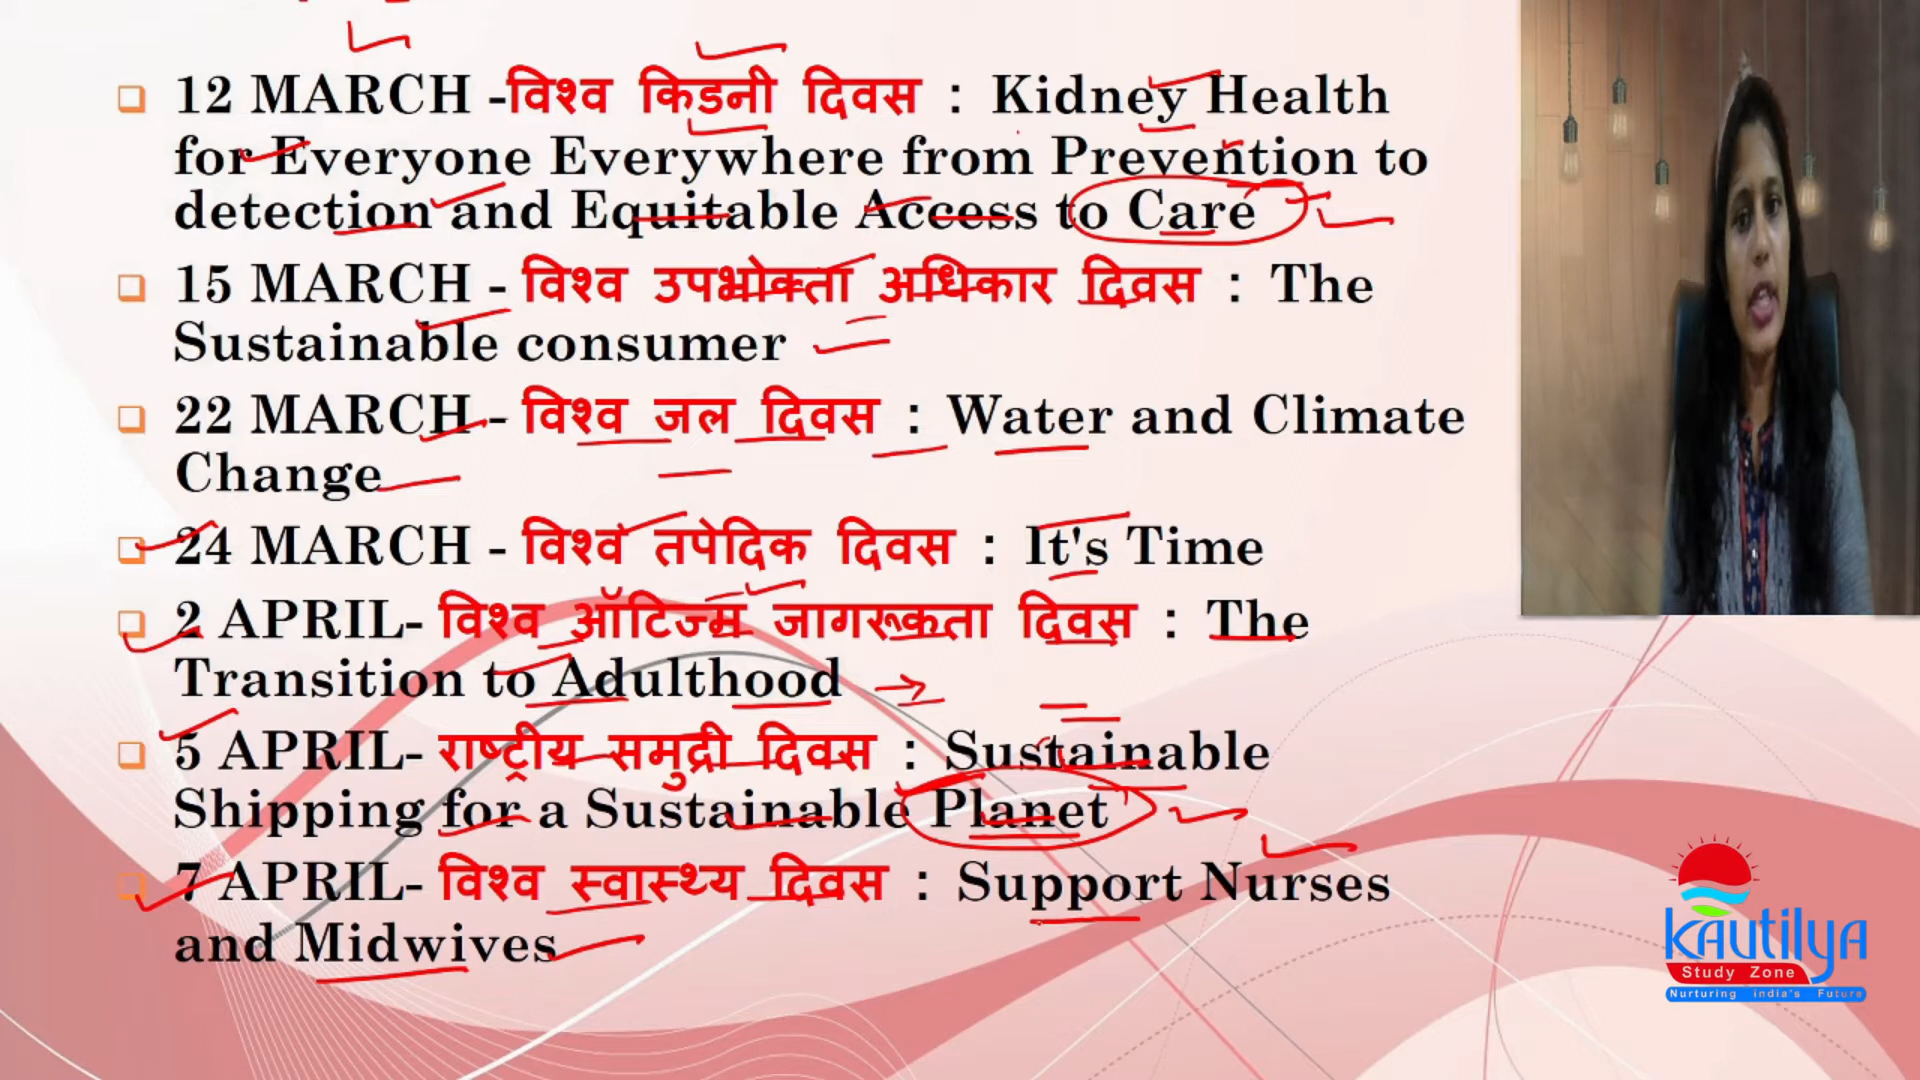 12 MARCH -विश्व किडनी दिवस : Kidney Health
for Everyone Everywhere from Prevention to
detection and Equitable Access to Care
15 MARCH - विश्व उपभोक्ता अधिकार दिवस : The
Sustainable consumer
22 MARCH - विश्व जल दिवस : Water and Climate
Change
24 MARCH - विश्व तपेदिक दिवस : It's Time
2 APRIL- विश्व ऑटिज्म जागरूकता दिवस : The
Transition to Adulthood
5 APRIL- राष्ट्रीय समुद्री दिवस : Sustainable
Shipping for a Sustainable Planet
7 APRIL- विश्व स्वास्थ्य दिवस : Support Nurses
and Midwives
Kautilya
Study Zone
Nurturing India's Future